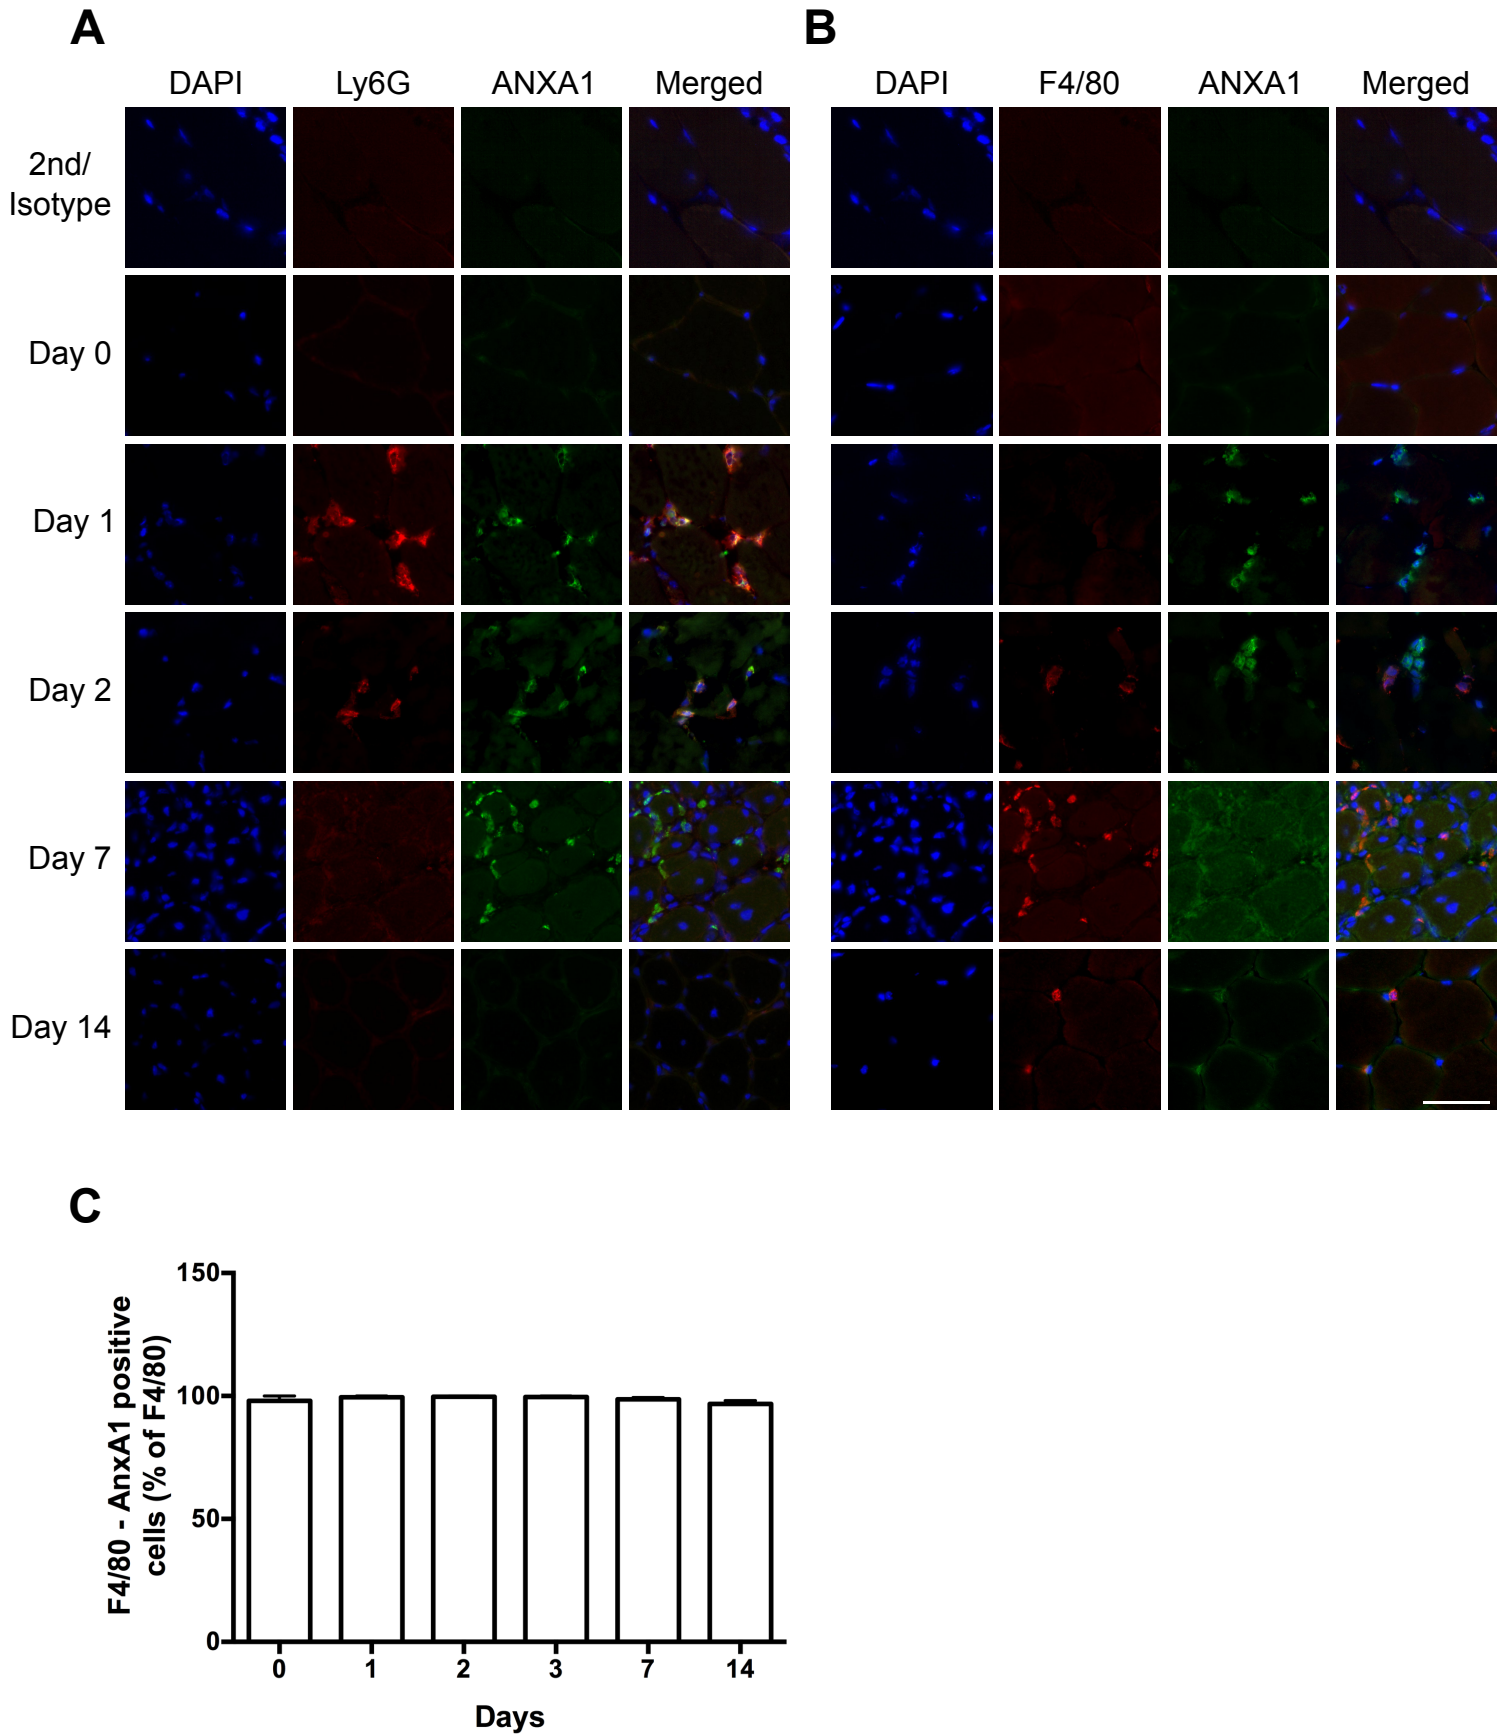 A
B
DAPI Ly6G ANXA1 Merged
DAPI F4/80 ANXA1 Merged
2nd/
Isotype
Day 0
Day 1
Day 2
Day 7
Day 14
C
F4/80 - AnxA1 positive
cells (% of F4/80)
150
100
50
0
0 1 2 3 7 14
Days